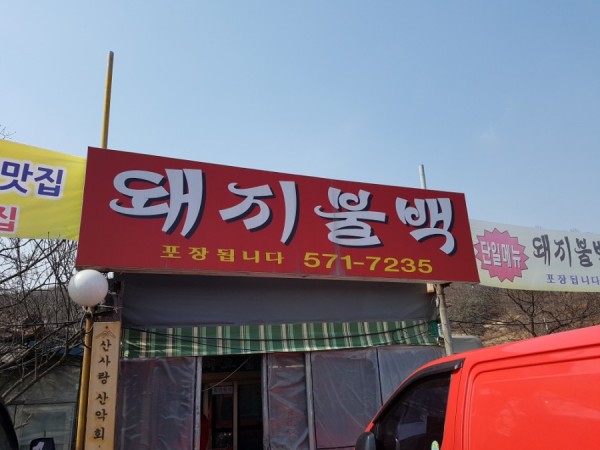 맛집
집
돼지불백
포장됩니다 571-7235
단일메뉴
돼지불백
포장됩니다
산사랑산악회